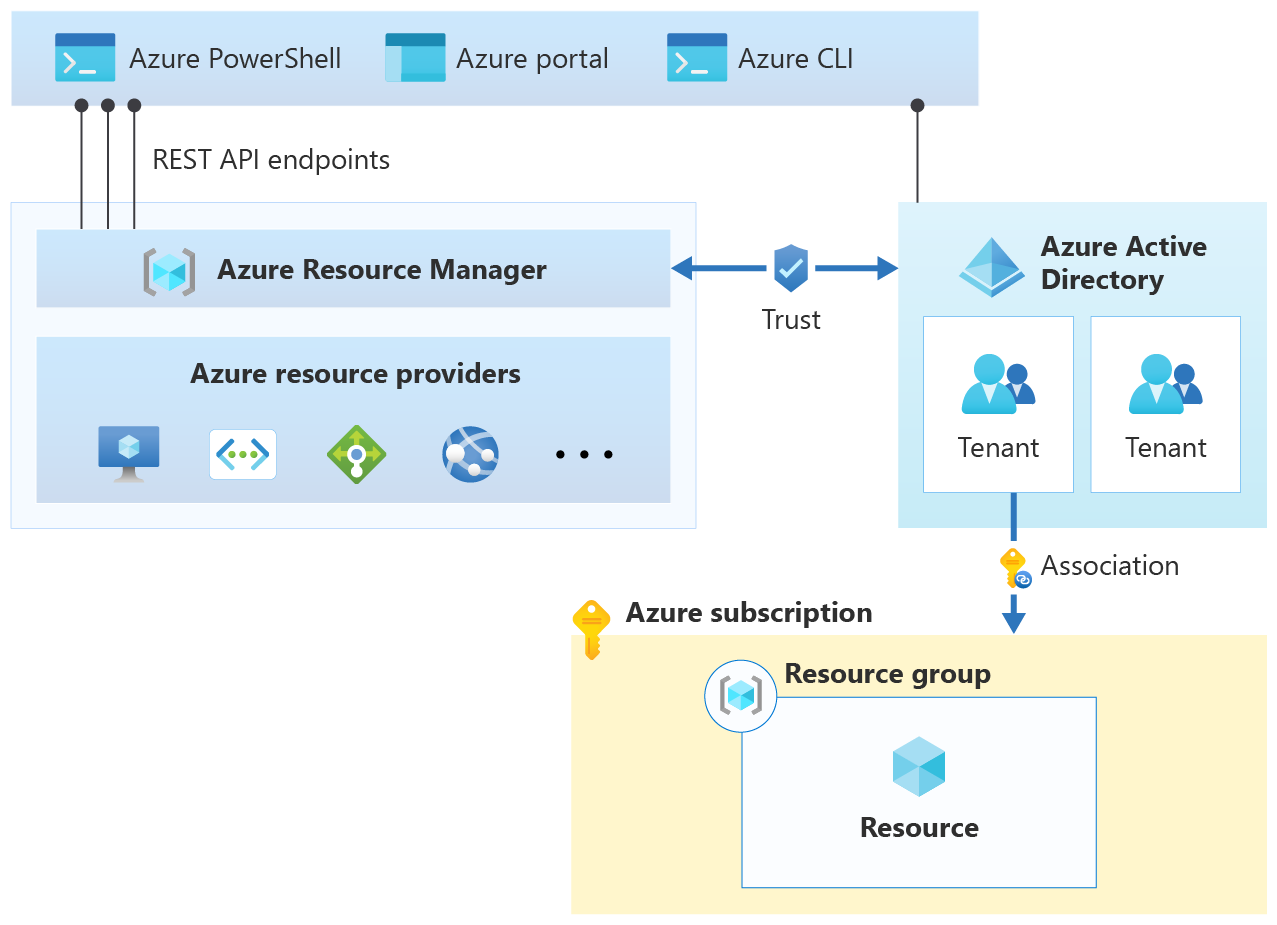 Azure PowerShell
Azure portal
Azure CLI
REST API endpoints
Azure Resource Manager
Trust
Azure Active
Directory
Azure resource providers
Tenant
Tenant
Association
Azure subscription
Resource group
Resource